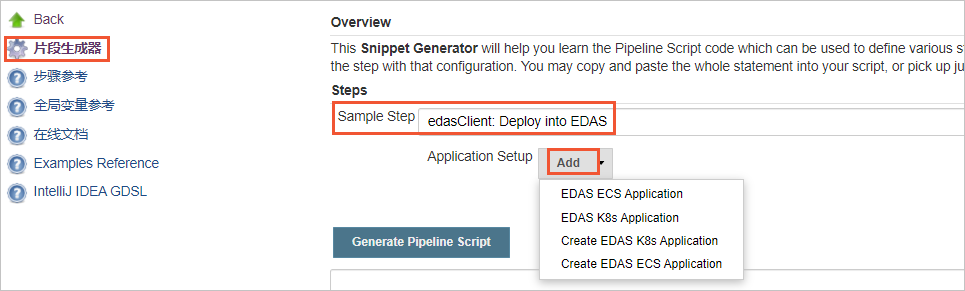 Back
片段生成器
步骤参考
全局变量参考
在线文档
Examples Reference
IntelliJ IDEA GDSL
Overview
This Snippet Generator will help you learn the Pipeline Script code which can be used to define various
the step with that configuration. You may copy and paste the whole statement into your script, or pick up
Steps
Sample Step
edasClient: Deploy into EDAS
Application Setup
Add
EDAS ECS Application
EDAS K8s Application
Create EDAS K8s Application
Create EDAS ECS Application
Generate Pipeline Script